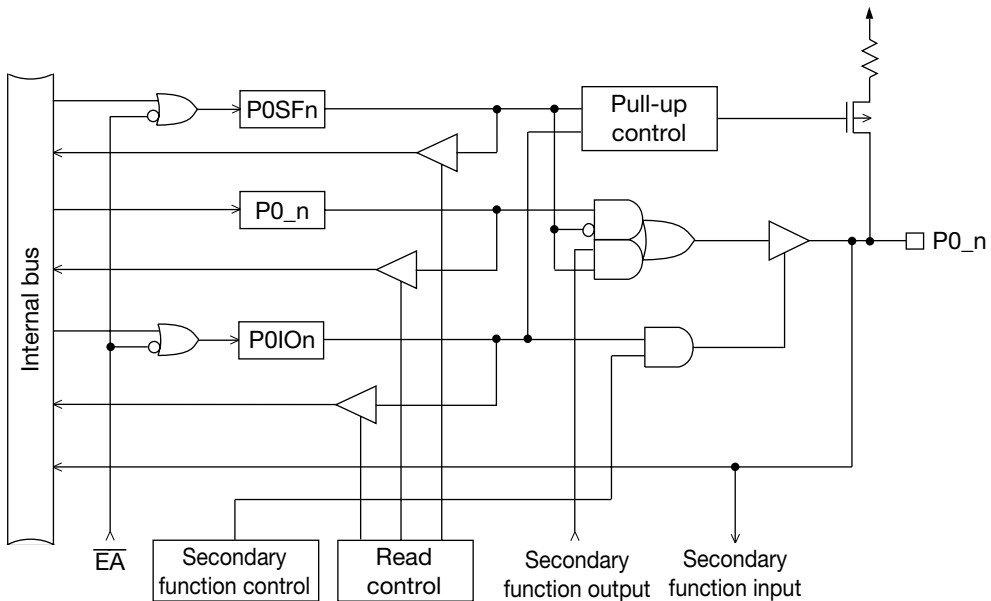 P0SFn
Pull-up
control
P0_n
P0_n
Internal bus
P0IOn
EA
Secondary
function control
Read
control
Secondary
function output
Secondary
function input